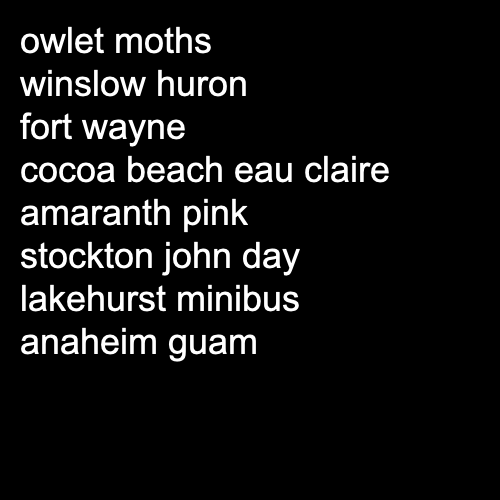 owlet moths
winslow huron
fort wayne
cocoa beach eau claire
amaranth pink
stockton john day
lakehurst minibus
anaheim guam